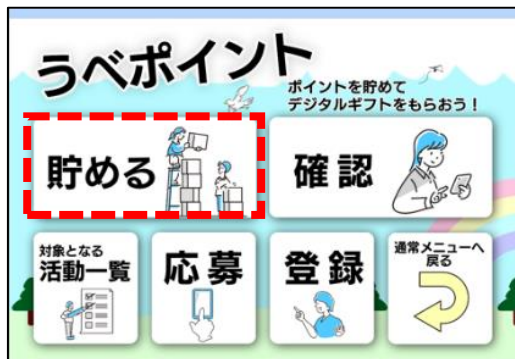 うべポイント
ポイントを貯めて
デジタルギフトをもらおう！
貯める
確認
対象となる
活動一覧
応募
登録
通常メニューへ
戻る